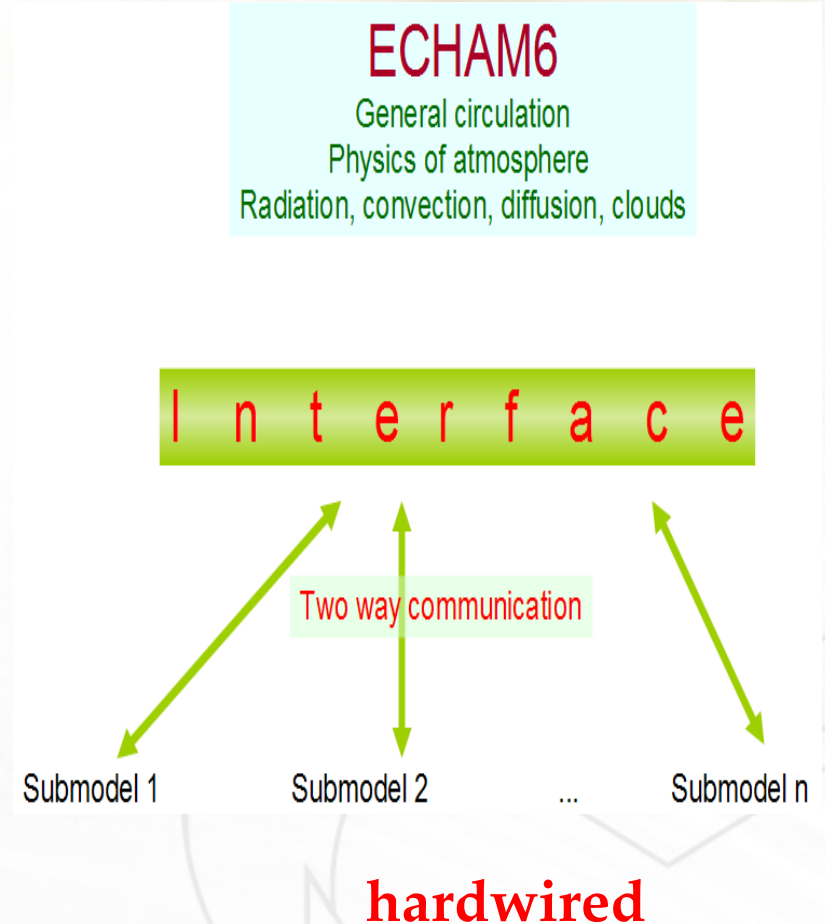 ECHAM6
General circulation
Physics of atmosphere
Radiation, convection, diffusion, clouds
I n t e r f a c e
Two way communication
Submodel 1 Submodel 2 ... Submodel n
hardwired